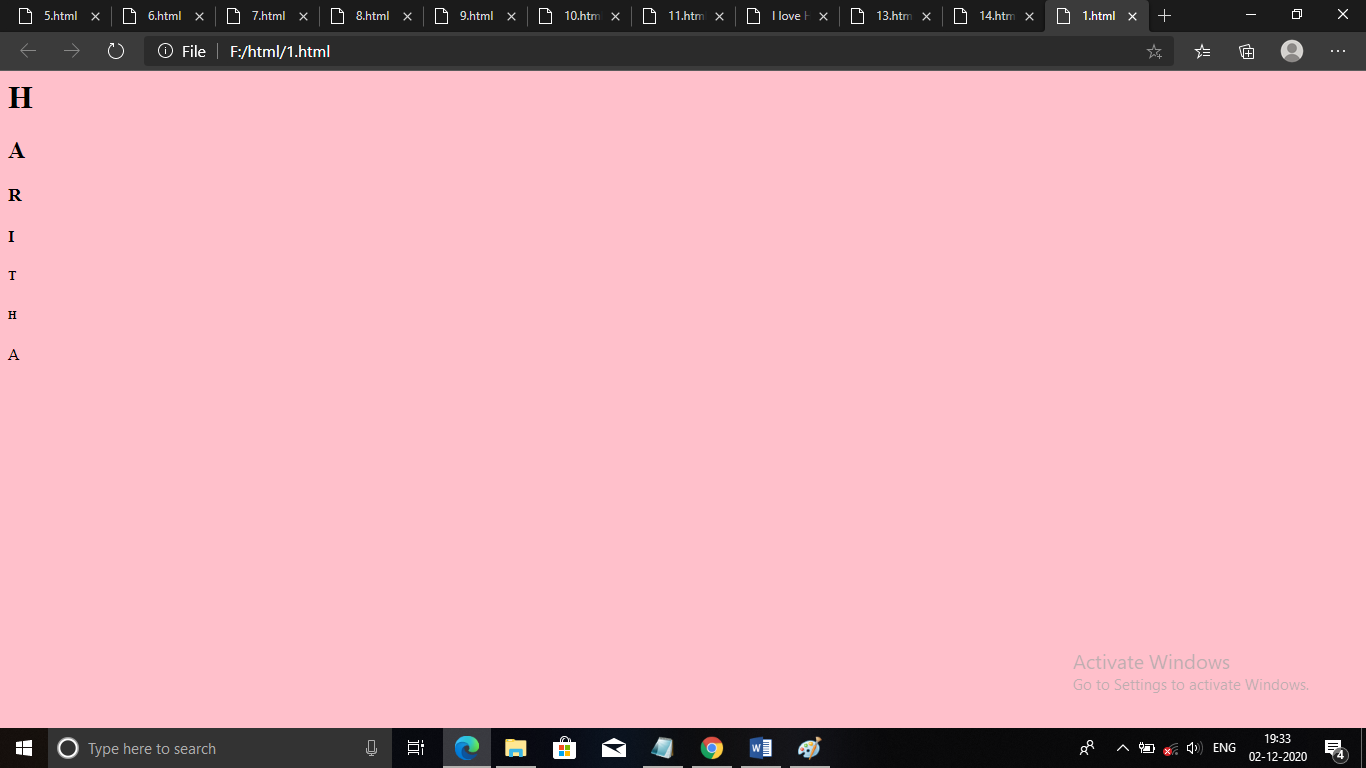 5.html 6.html 7.html 8.html 9.html 10.htm 11.htm I love H 13.htm 14.htm 1.html
File F:/html/1.html
H
A
R
I
T
H
A
Activate Windows
Go to Settings to activate Windows.
Type here to search ENG 19:33
02-12-2020 4